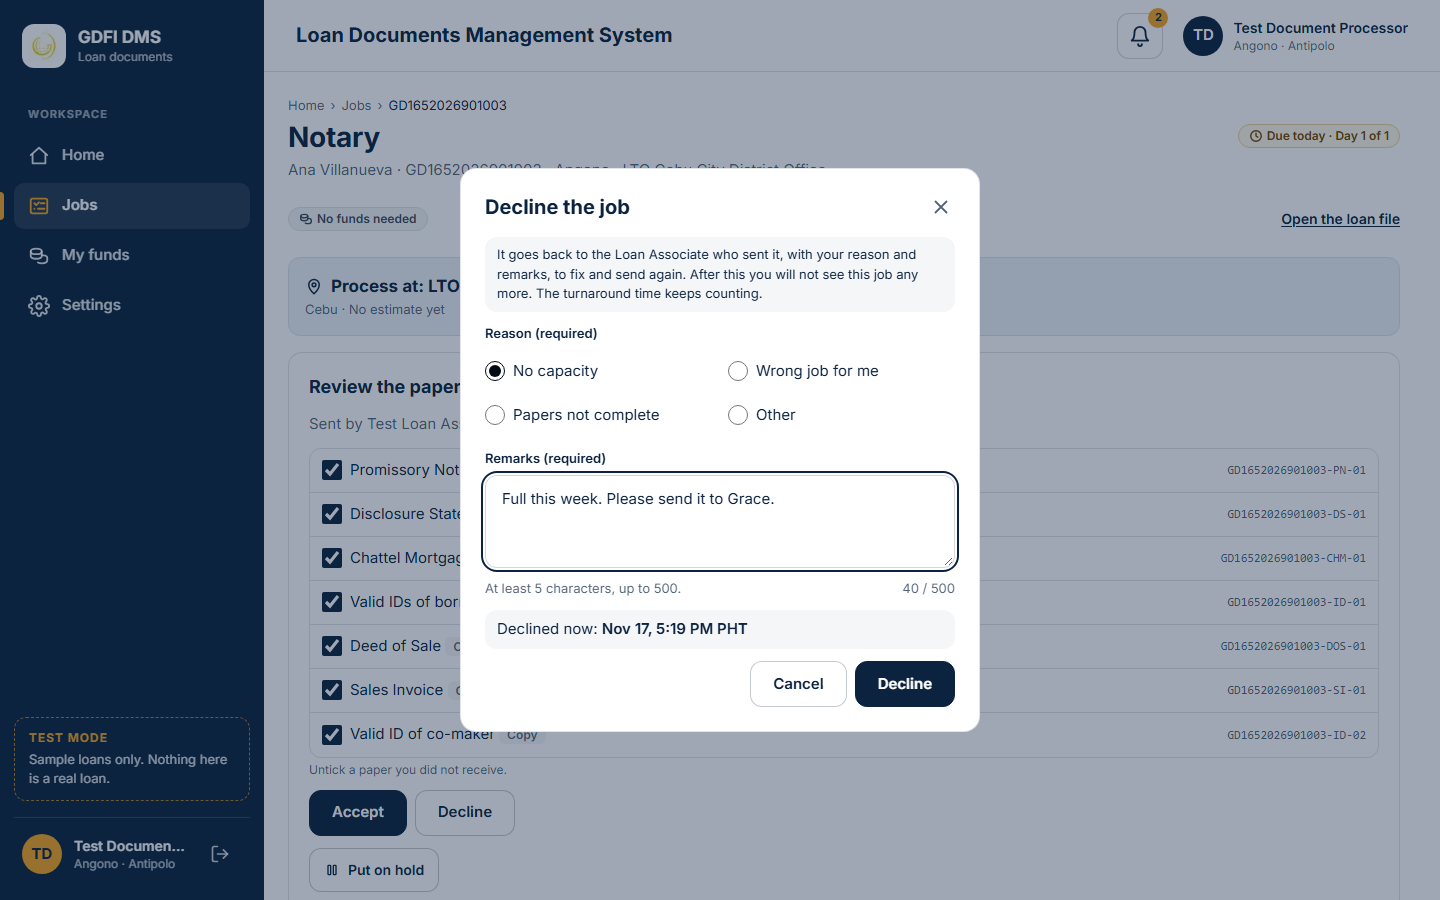 GDFI DMS
Loan documents
WORKSPACE
Home
Jobs
My funds
Settings
TEST MODE
Sample loans only. Nothing here
is a real loan.
TD
Test Documen...
Angono · Antipolo
Loan Documents Management System
2
TD
Test Document Processor
Angono · Antipolo
Home › Jobs › GD1652026901003
Notary
Due today · Day 1 of 1
Ana Villanueva · GD1652026901003 · Angono · LTO Cebu City District Office
No funds needed
Open the loan file
Process at: LTO
Cebu · No estimate yet
Review the paper
Sent by Test Loan As
Promissory Not
GD1652026901003-PN-01
Disclosure State
GD1652026901003-DS-01
Chattel Mortgag
GD1652026901003-CHM-01
Valid IDs of bor
GD1652026901003-ID-01
Deed of Sale
GD1652026901003-DOS-01
Sales Invoice
GD1652026901003-SI-01
Valid ID of co-maker Copy
GD1652026901003-ID-02
Untick a paper you did not receive.
Accept
Decline
Put on hold
Decline the job
It goes back to the Loan Associate who sent it, with your reason and
remarks, to fix and send again. After this you will not see this job any
more. The turnaround time keeps counting.
Reason (required)
No capacity
Wrong job for me
Papers not complete
Other
Remarks (required)
Full this week. Please send it to Grace.
At least 5 characters, up to 500.
40 / 500
Declined now: Nov 17, 5:19 PM PHT
Cancel
Decline